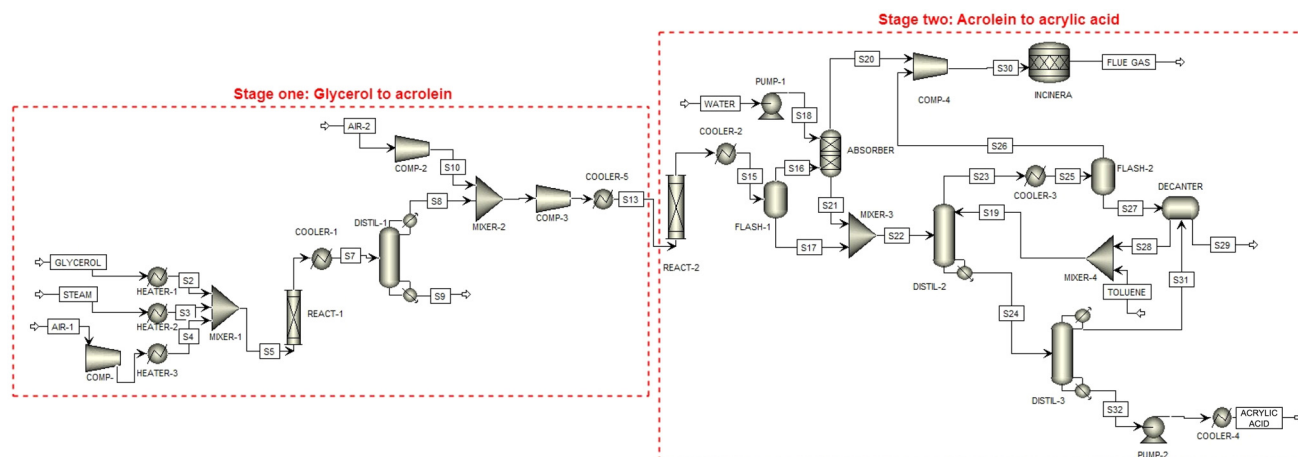 Stage two: Acrolein to acrylic acid
S20
S30
FLUE GAS
PUMP-1
COMP-4
INCINERA
Stage one: Glycerol to acrolein
WATER
S18
AIR-2
COOLER-2
ABSORBER
S26
S16
FLASH-2
COMP-2
S10
S15
S23
S25
COOLER-5
COOLER-3
DECANTER
S8
S13
S21
MIXER-3
S19
S27
DISTIL-1
MIXER-2
COMP-3
FLASH-1
S17
S22
COOLER-1
S28
S29
GLYCEROL
S7
REACT-2
MIXER-4
S31
HEATER-1
S2
DISTIL-2
STEAM
S3
S9
TOLUENE
HEATER-2
REACT-1
S4
MIXER-1
S24
AIR-1
S5
COMP-
HEATER-3
DISTIL-3
S32
ACRYLIC
ACID
COOLER-4
PUMP-2